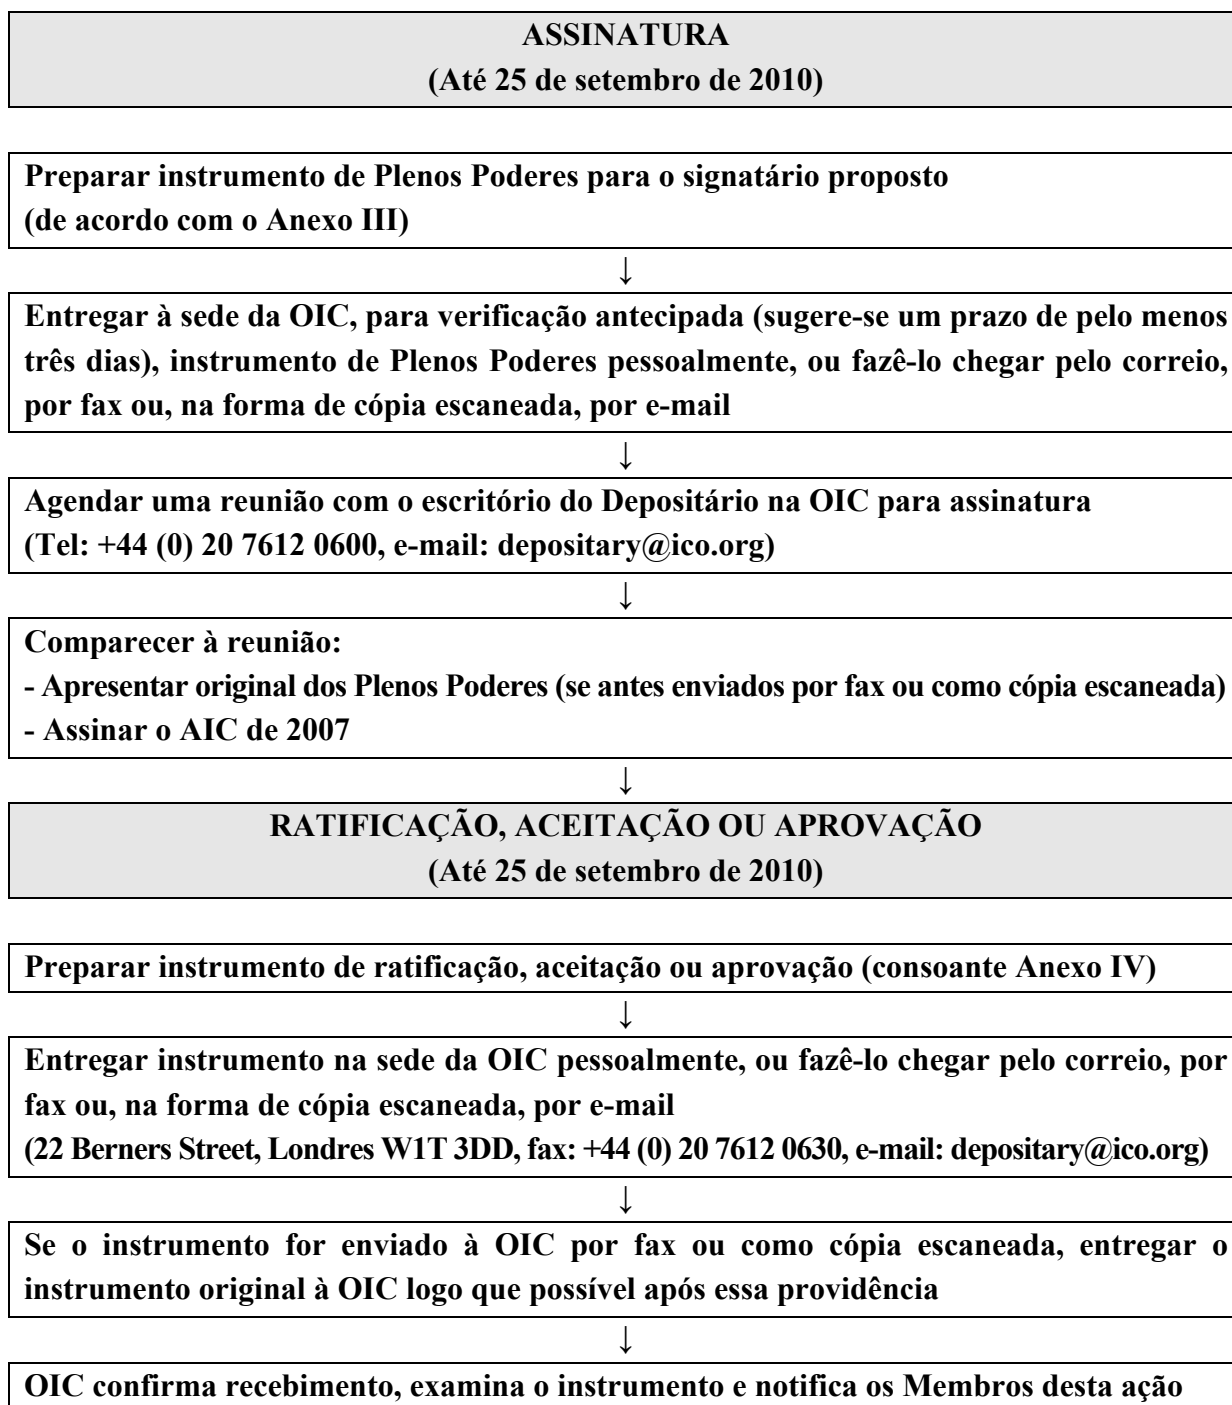 ASSINATURA
(Até 25 de setembro de 2010)
Preparar instrumento de Plenos Poderes para o signatário proposto
(de acordo com o Anexo III)
↓
Entregar à sede da OIC, para verificação antecipada (sugere-se um prazo de pelo menos
três dias), instrumento de Plenos Poderes pessoalmente, ou fazê-lo chegar pelo correio,
por fax ou, na forma de cópia escaneada, por e-mail
↓
Agendar uma reunião com o escritório do Depositário na OIC para assinatura
(Tel: +44 (0) 20 7612 0600, e-mail: depositary@ico.org)
↓
Comparecer à reunião:
- Apresentar original dos Plenos Poderes (se antes enviados por fax ou como cópia escaneada)
- Assinar o AIC de 2007
↓
RATIFICAÇÃO, ACEITAÇÃO OU APROVAÇÃO
(Até 25 de setembro de 2010)
Preparar instrumento de ratificação, aceitação ou aprovação (consoante Anexo IV)
↓
Entregar instrumento na sede da OIC pessoalmente, ou fazê-lo chegar pelo correio, por
fax ou, na forma de cópia escaneada, por e-mail
(22 Berners Street, Londres W1T 3DD, fax: +44 (0) 20 7612 0630, e-mail: depositary@ico.org)
↓
Se o instrumento for enviado à OIC por fax ou como cópia escaneada, entregar o
instrumento original à OIC logo que possível após essa providência
↓
OIC confirma recebimento, examina o instrumento e notifica os Membros desta ação